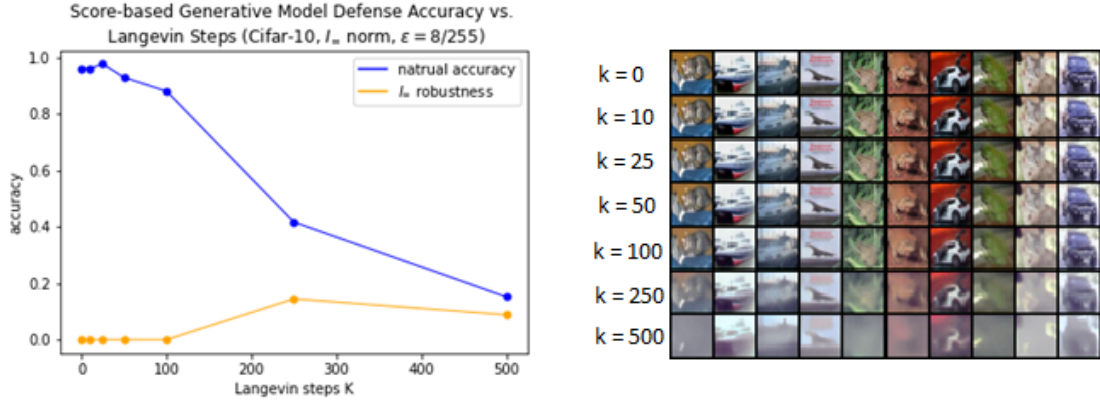 Score-based Generative Model Defense Accuracy vs.
Langevin Steps (Cifar-10, l∞ norm, ε = 8/255)
natrual accuracy
l∞ robustness
1.0
0.8
0.6
0.4
0.2
0.0
accuracy
0 100 200 300 400 500
Langevin steps K
k = 0
k = 10
k = 25
k = 50
k = 100
k = 250
k = 500